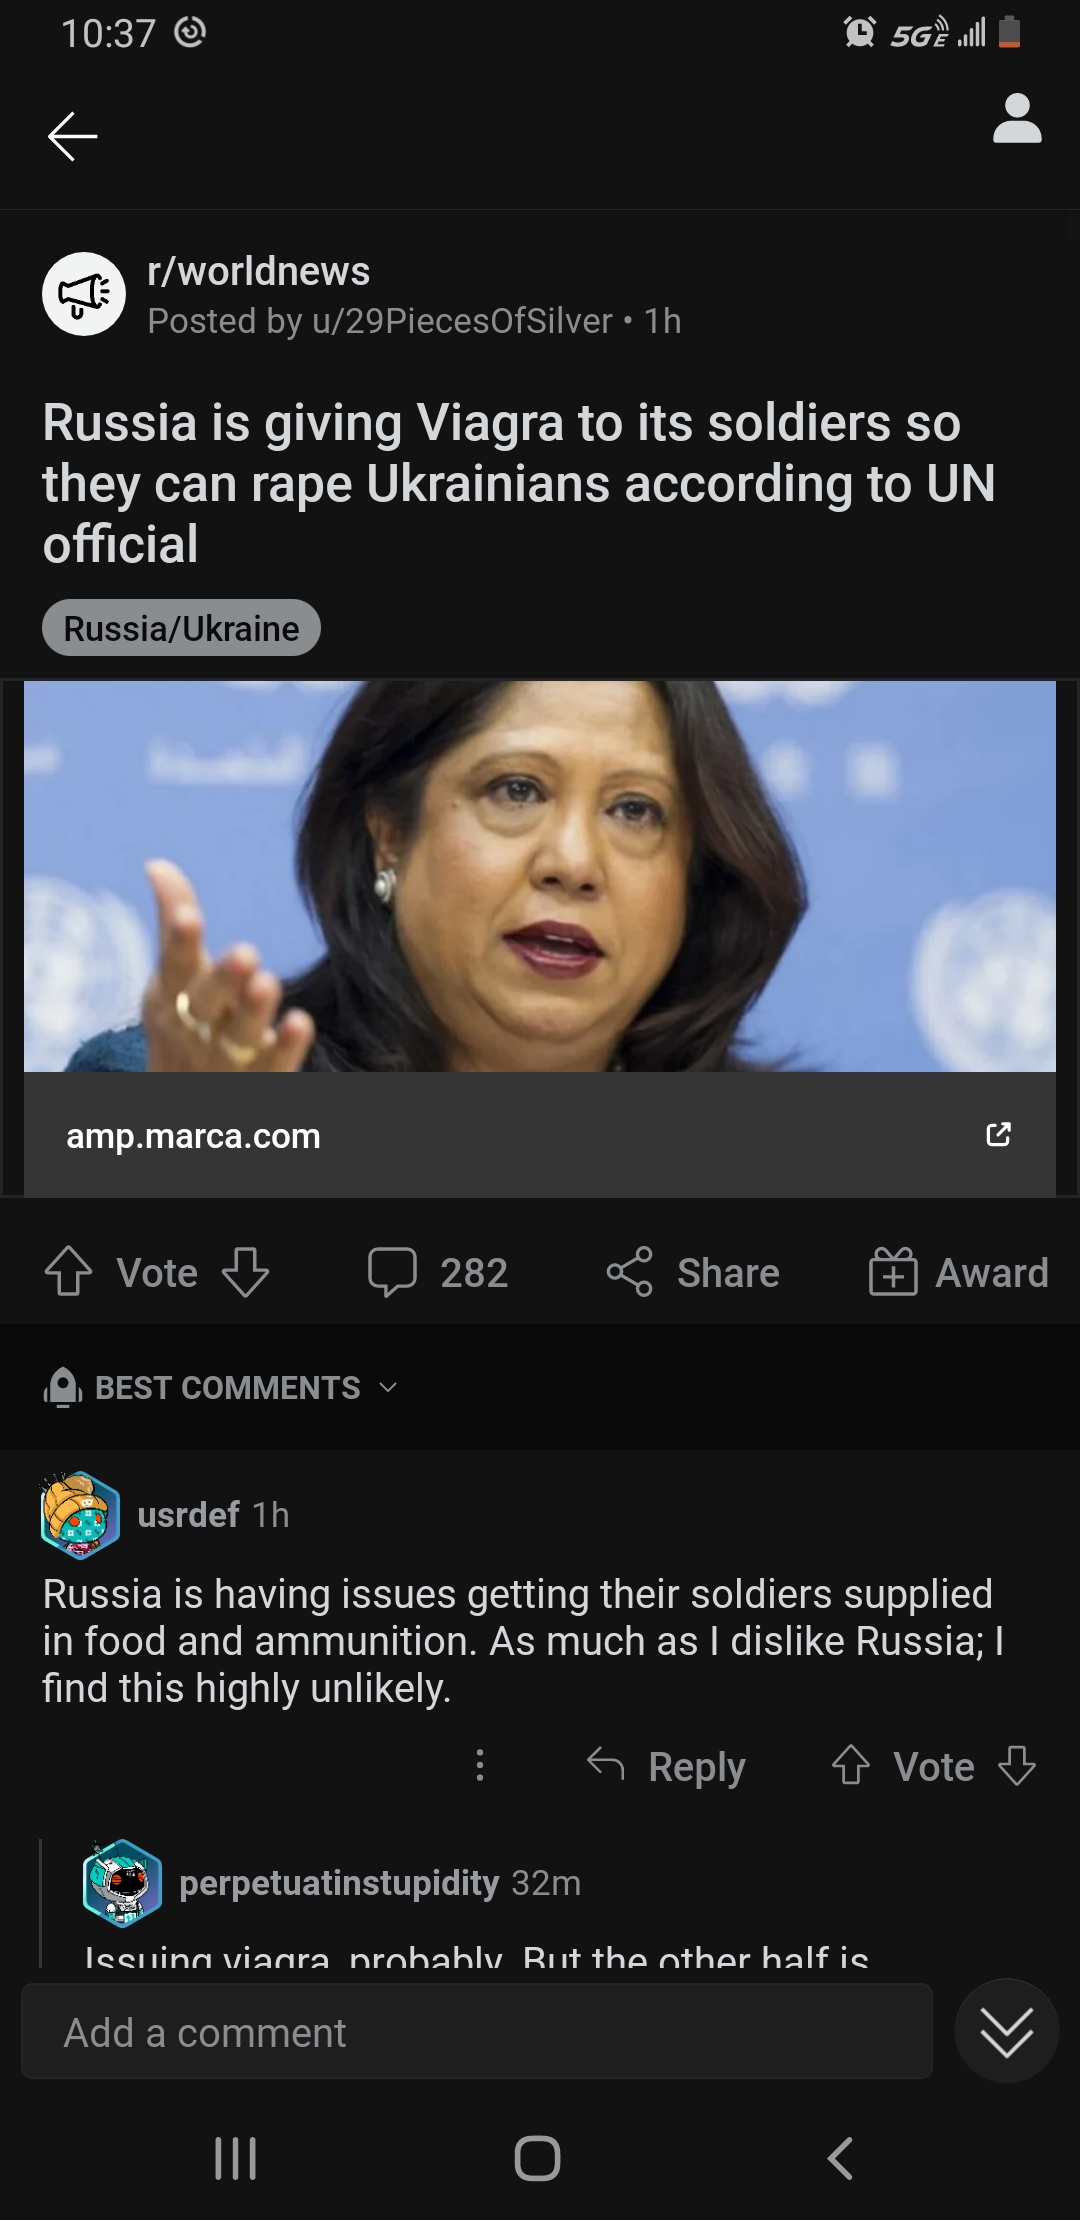 10:37
5GE
r/worldnews
Posted by u/29PiecesOfSilver • 1h
Russia is giving Viagra to its soldiers so
they can rape Ukrainians according to UN
official
Russia/Ukraine
amp.marca.com
Vote
282
Share
Award
BEST COMMENTS
usrdef 1h
Russia is having issues getting their soldiers supplied
in food and ammunition. As much as I dislike Russia; I
find this highly unlikely.
Reply
Vote
perpetuatinstupidity 32m
Issuing viagra, probably. But the other half is
Add a comment